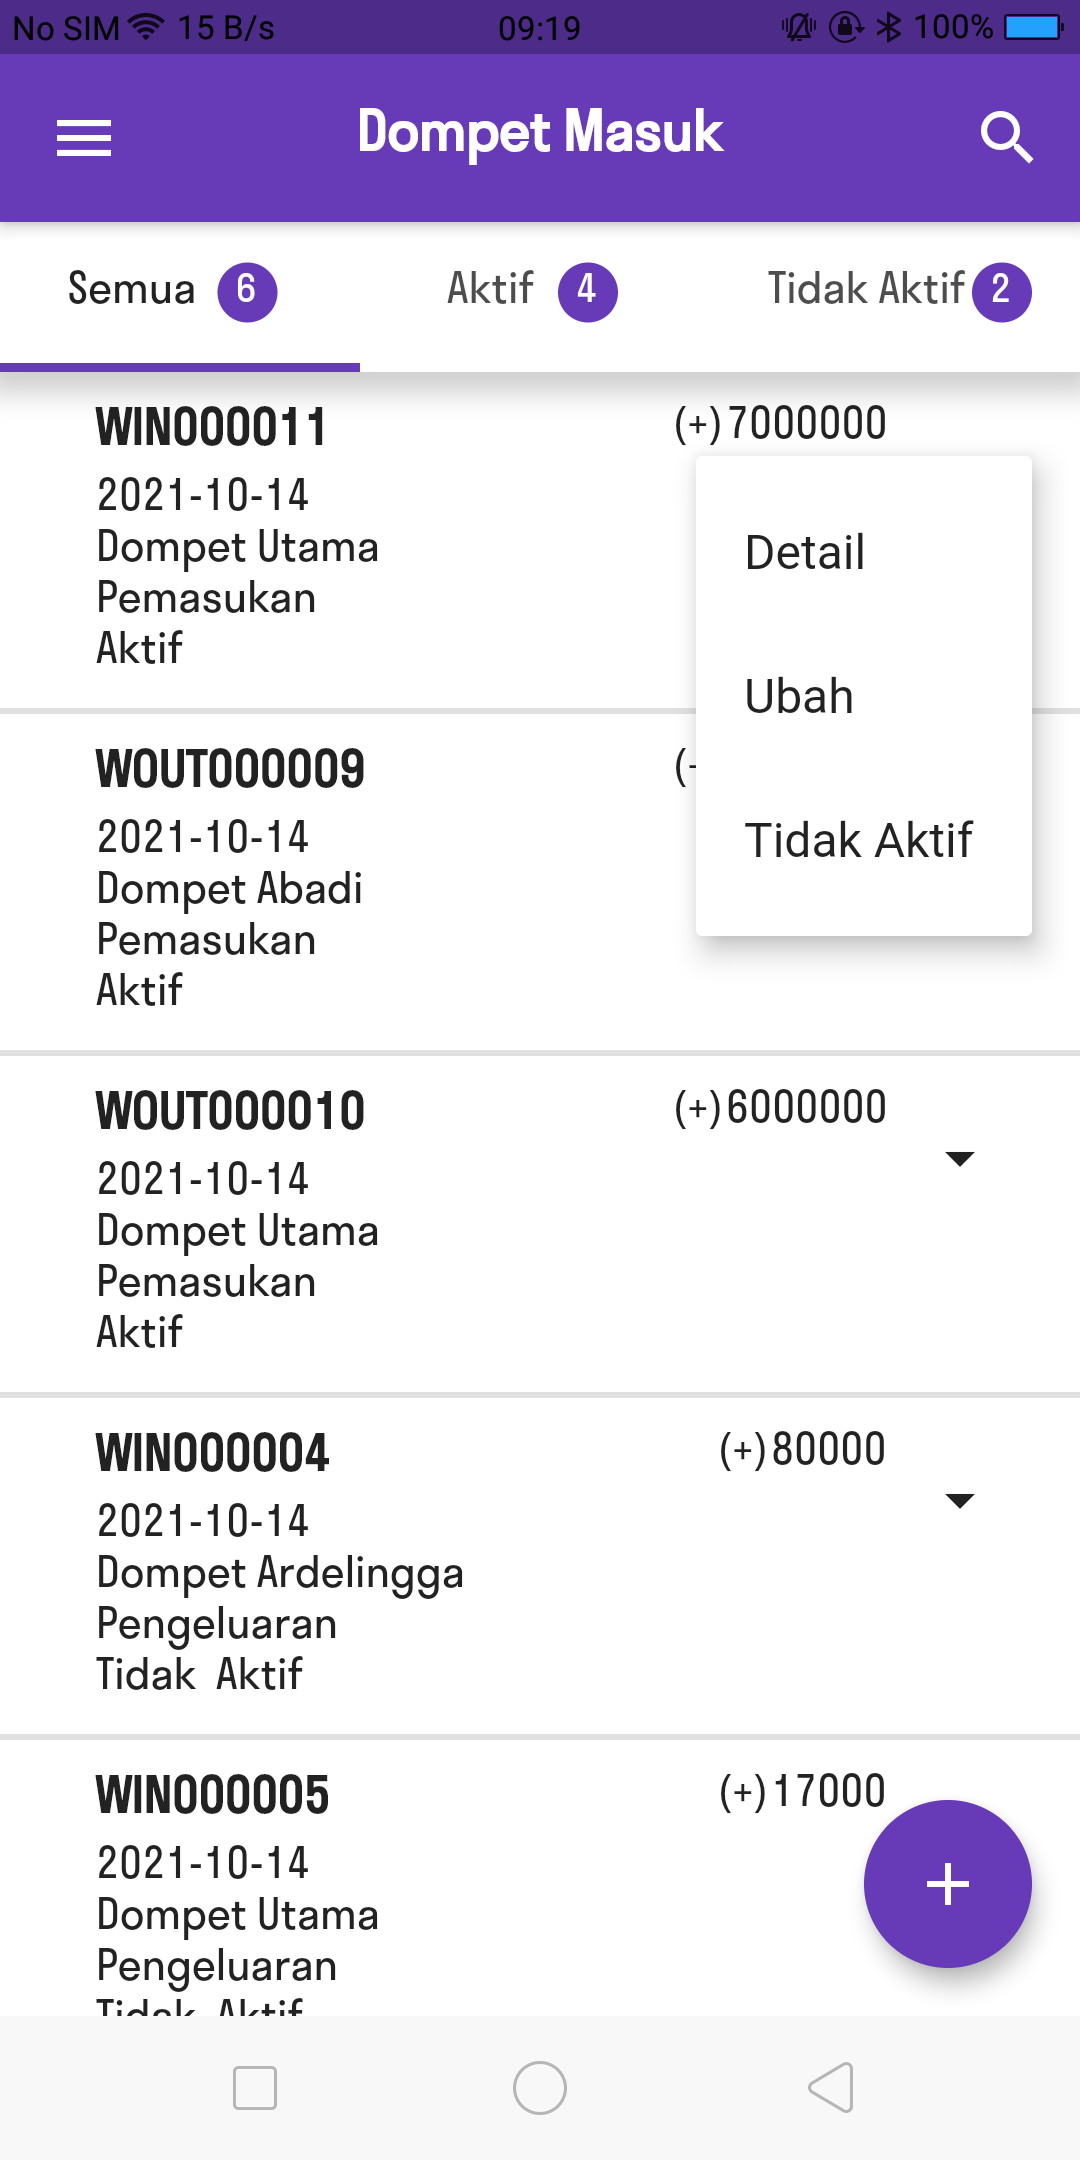 No SIM 15 B/s 09:19 100%
Dompet Masuk
Semua 6 Aktif 4 Tidak Aktif 2
WIN000011 (+)7000000
2021-10-14
Dompet Utama
Pemasukan
Aktif
Detail
Ubah
Tidak Aktif
WOUT000009 (-
2021-10-14
Dompet Abadi
Pemasukan
Aktif
WOUT000010 (+)6000000
2021-10-14
Dompet Utama
Pemasukan
Aktif
WIN000004 (+)80000
2021-10-14
Dompet Ardelingga
Pengeluaran
Tidak Aktif
WIN000005 (+)17000
2021-10-14
Dompet Utama
Pengeluaran
Tidak Aktif